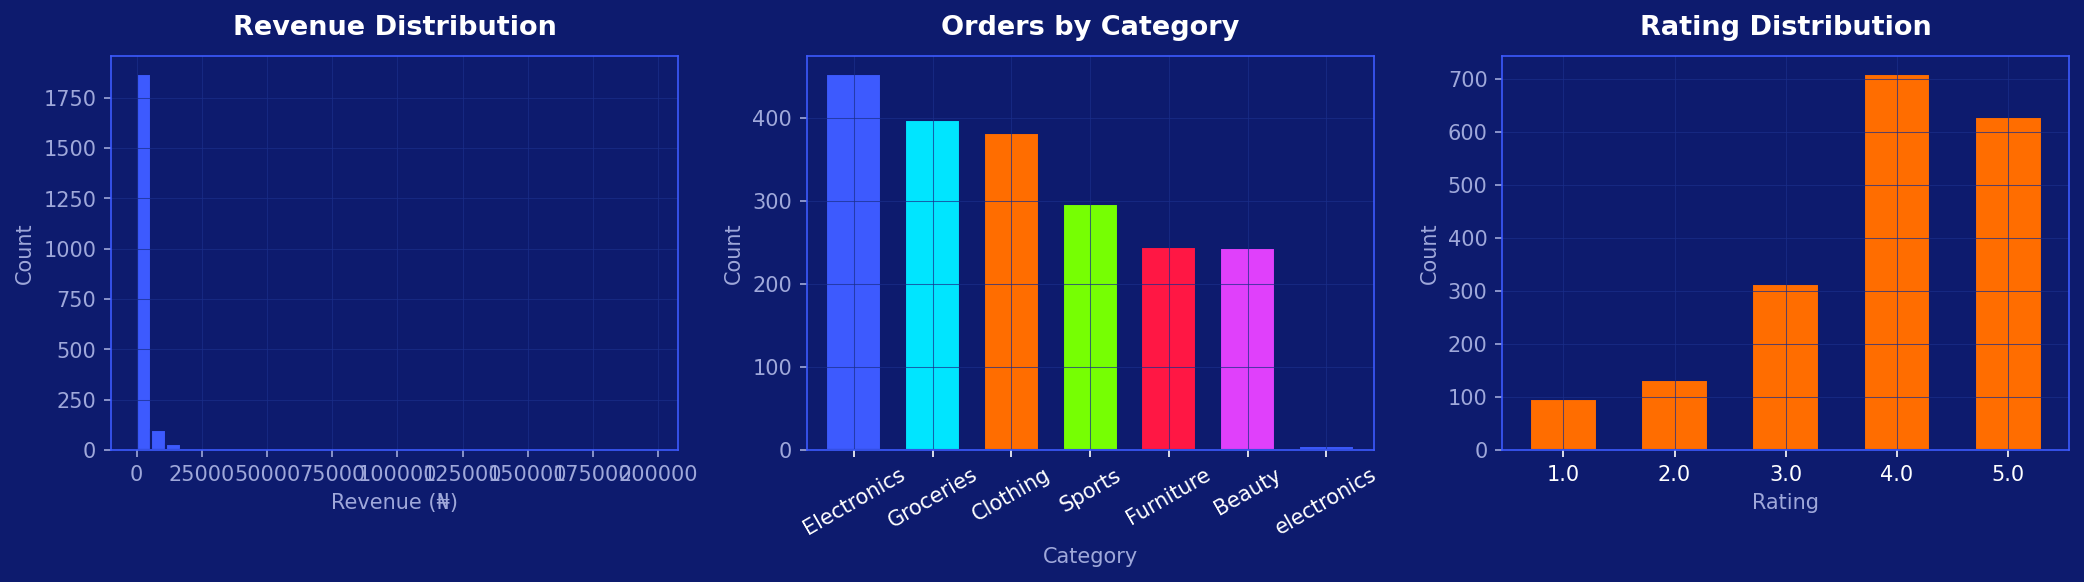 Revenue Distribution
Count
1750
1500
1250
1000
750
500
250
0
0 25000 50000 75000 100000 125000 150000 175000 200000
Revenue (₦)
Orders by Category
Count
400
300
200
100
0
Electronics Groceries Clothing Sports Furniture Beauty electronics
Category
Rating Distribution
Count
700
600
500
400
300
200
100
0
1.0 2.0 3.0 4.0 5.0
Rating